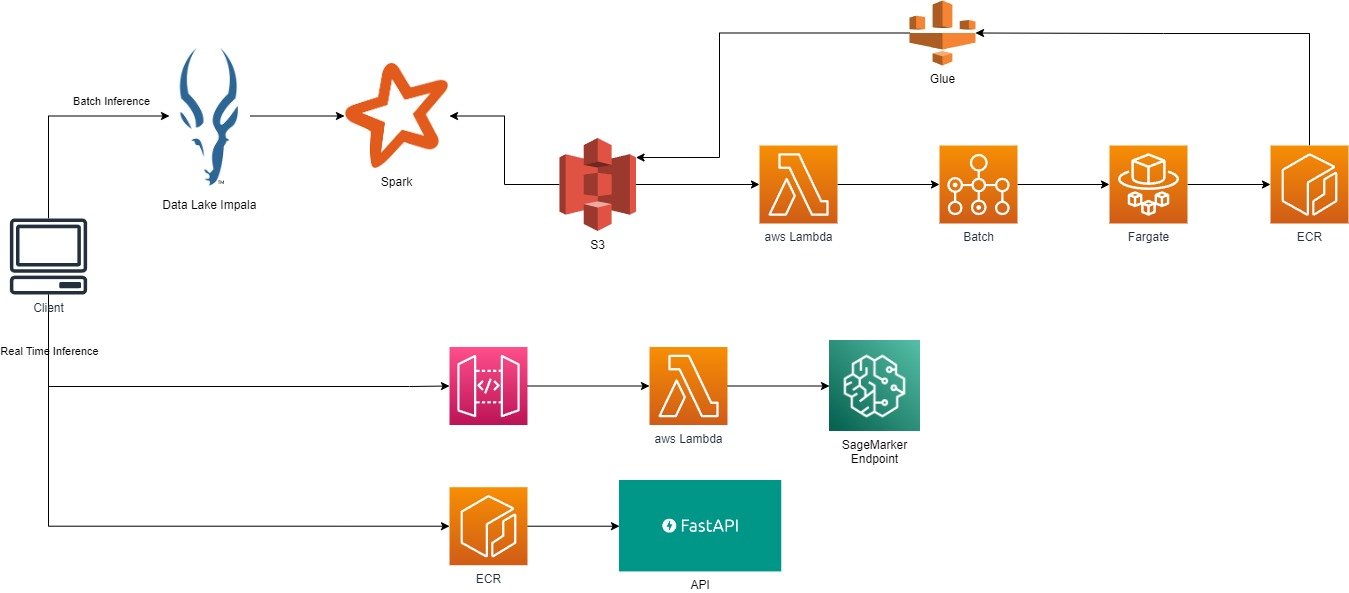 Glue
Batch Inference
TM
Spark
Data Lake Impala
S3
aws Lambda
Batch
Fargate
ECR
Client
Real Time Inference
</>
aws Lambda
SageMarker
Endpoint
FastAPI
ECR
API